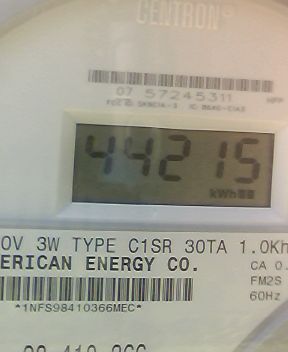 CENTRON®
07 57245311
44215
kWh
0V 3W TYPE C1SR 30TA 1.0Kh
ERICAN ENERGY CO.
CA 0.
FM2S
60Hz
*1NFS98410366MEC*